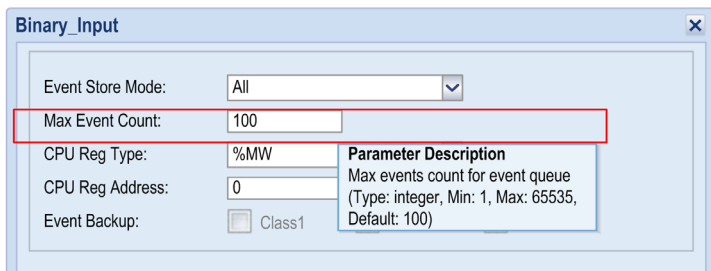 Binary_Input
Event Store Mode: All
Max Event Count: 100
CPU Reg Type: %MW
Parameter Description
Max events count for event queue
(Type: integer, Min: 1, Max: 65535,
Default: 100)
CPU Reg Address: 0
Event Backup: Class1